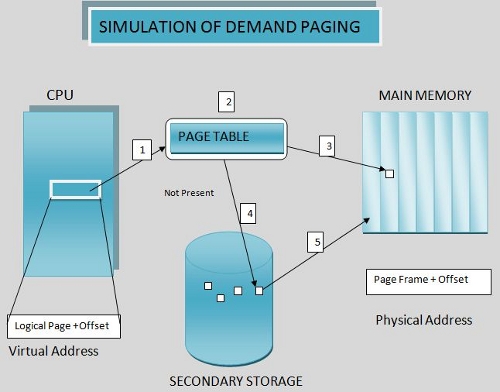 SIMULATION OF DEMAND PAGING
CPU
2
MAIN MEMORY
1
PAGE TABLE
3
Not Present
4
5
Logical Page +Offset
Virtual Address
Page Frame + Offset
Physical Address
SECONDARY STORAGE